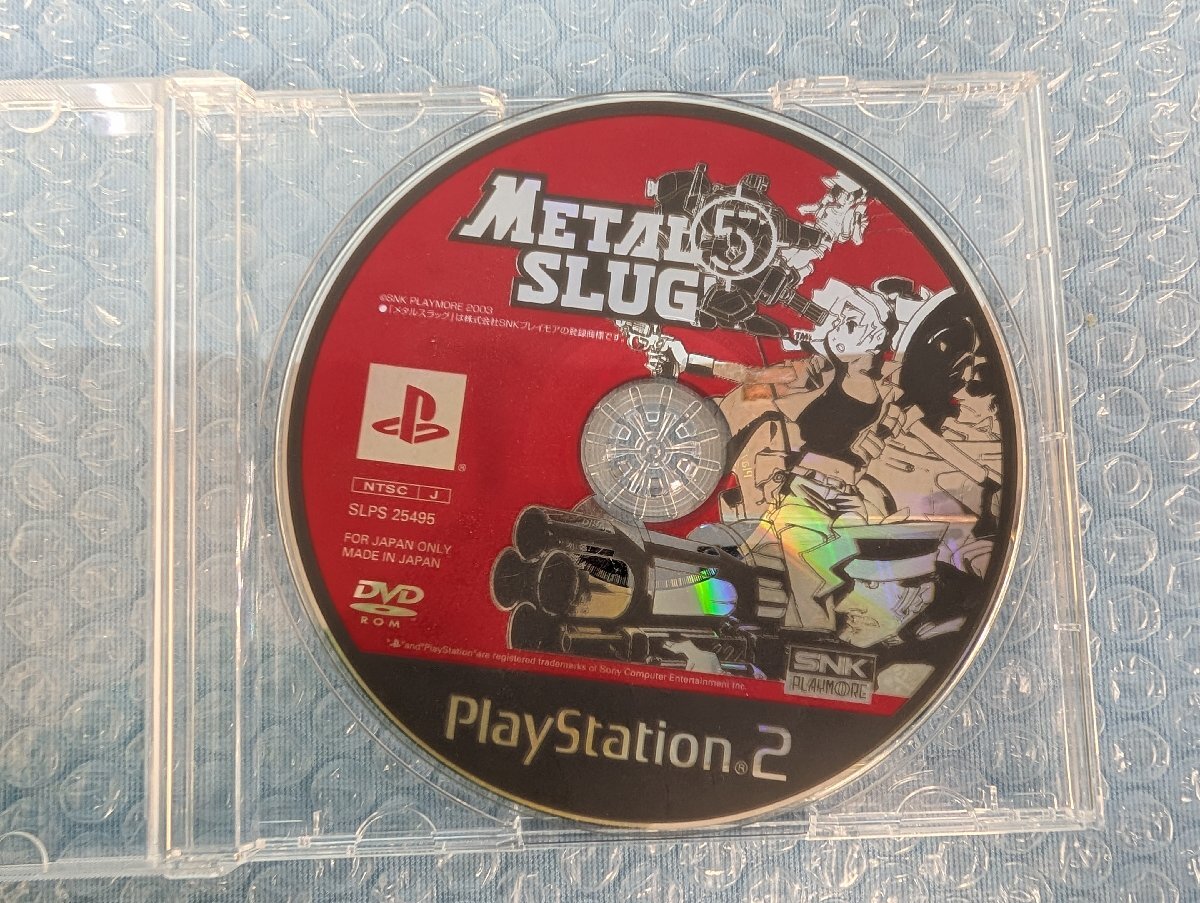 METAL
SLUG
5
©SNK PLAYMORE 2003
●「メタルスラッグ」は株式会社SNKプレイモアの登録商標です
®
NTSC J
SLPS 25495
FOR JAPAN ONLY
MADE IN JAPAN
DVD
ROM
" "and"PlayStation"are registered trademarks of Sony Computer Entertainment Inc.
SNK
PLAYMORE
PlayStation®2